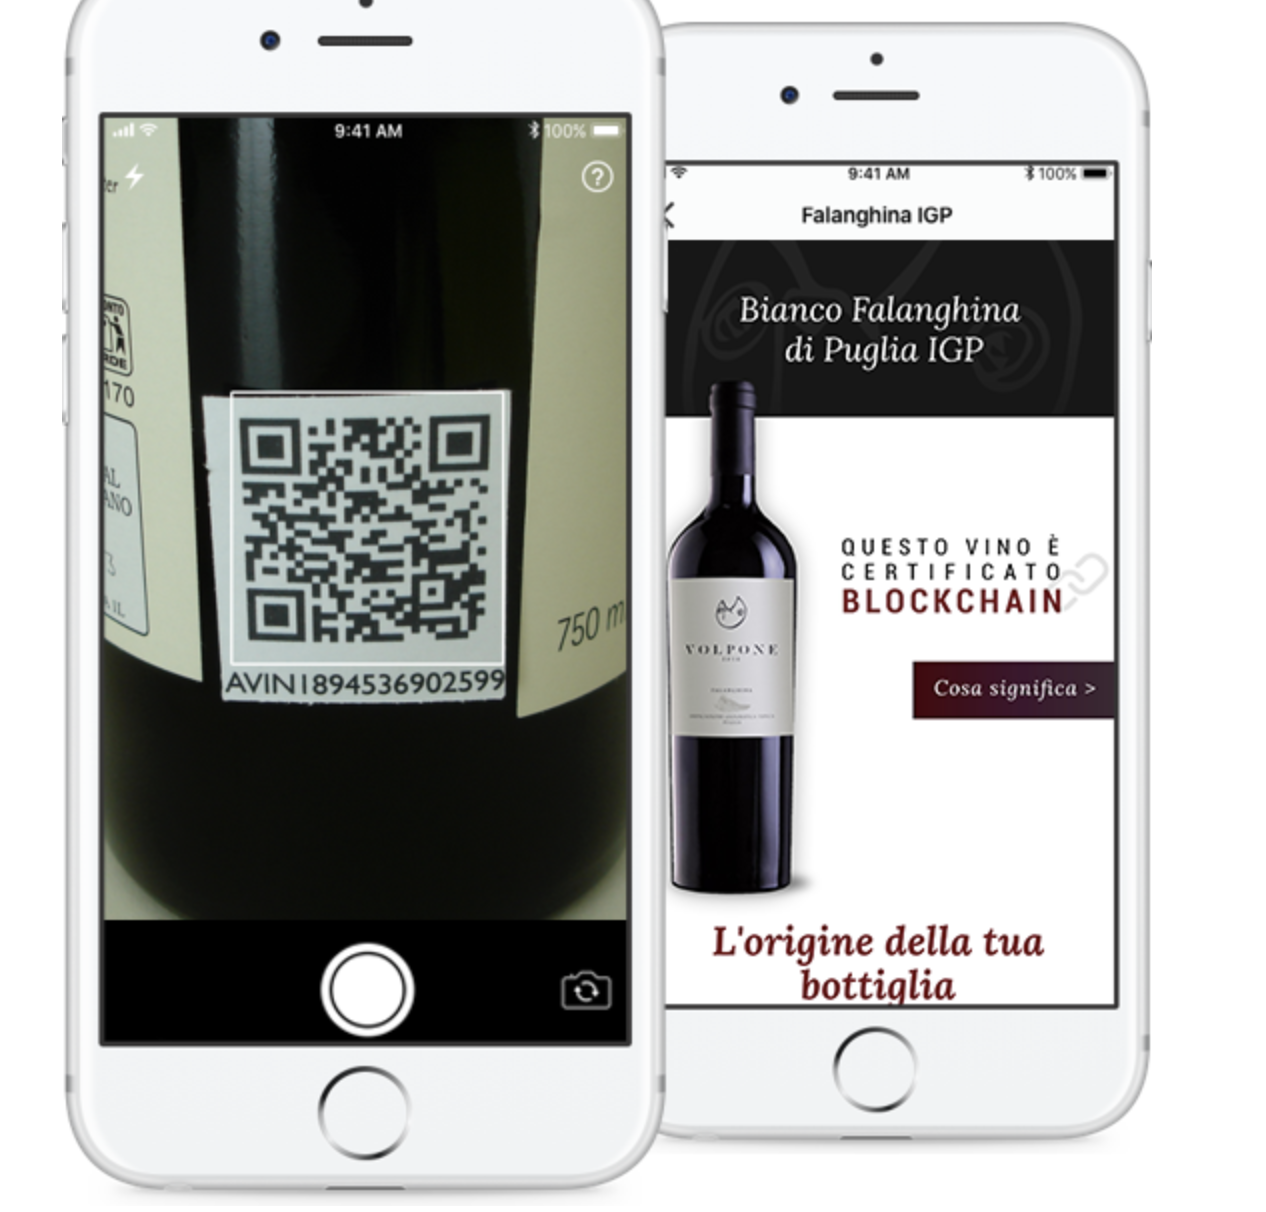 9:41 AM
100%
?
170
750 m
AVIN1894536902599
9:41 AM
100%
Falanghina IGP
Bianco Falanghina
di Puglia IGP
QUESTO VINO È
CERTIFICATO
BLOCKCHAIN
VOLPONE
FALANGHINA
Cosa significa >
L'origine della tua
bottiglia